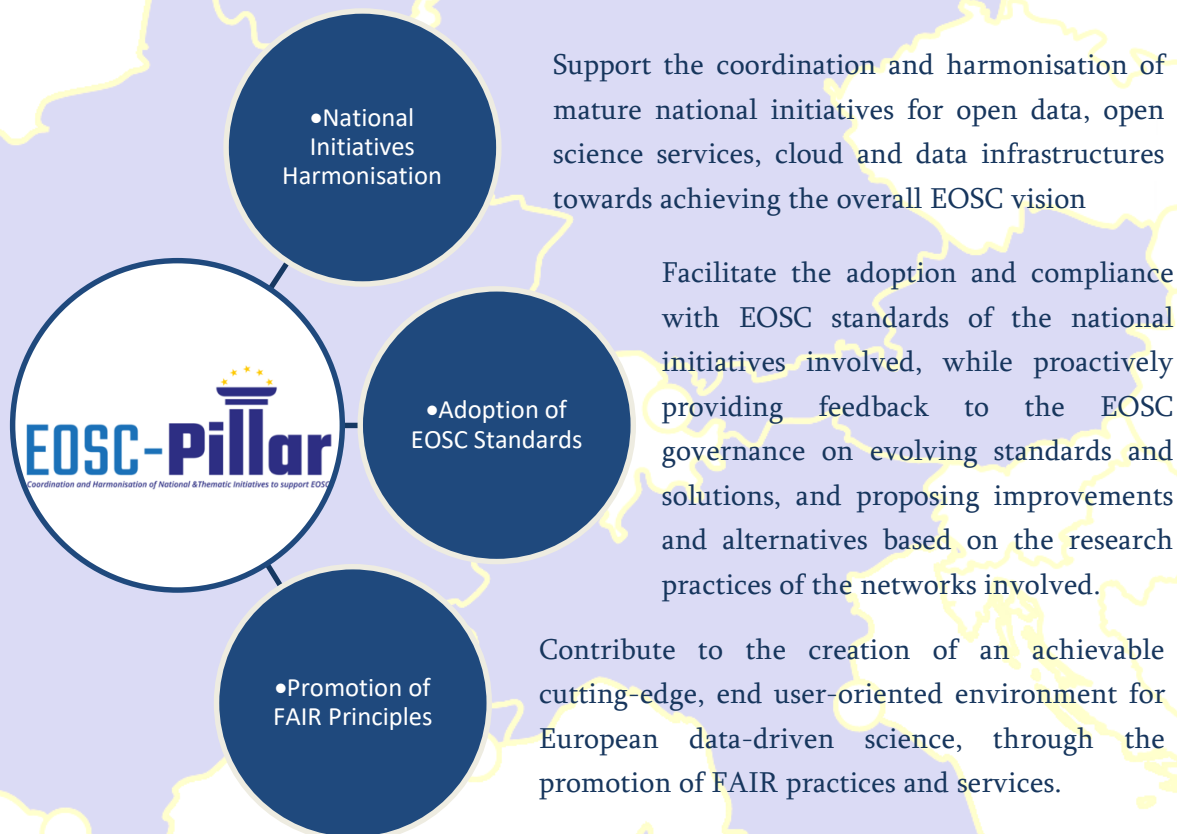 •National
Initiatives
Harmonisation
Support the coordination and harmonisation of
mature national initiatives for open data, open
science services, cloud and data infrastructures
towards achieving the overall EOSC vision
EOSC-Pillar
Coordination and Harmonisation of National &Thematic Initiatives to support EOSC
•Adoption of
EOSC Standards
Facilitate the adoption and compliance
with EOSC standards of the national
initiatives involved, while proactively
providing feedback to the EOSC
governance on evolving standards and
solutions, and proposing improvements
and alternatives based on the research
practices of the networks involved.
•Promotion of
FAIR Principles
Contribute to the creation of an achievable
cutting-edge, end user-oriented environment for
European data-driven science, through the
promotion of FAIR practices and services.